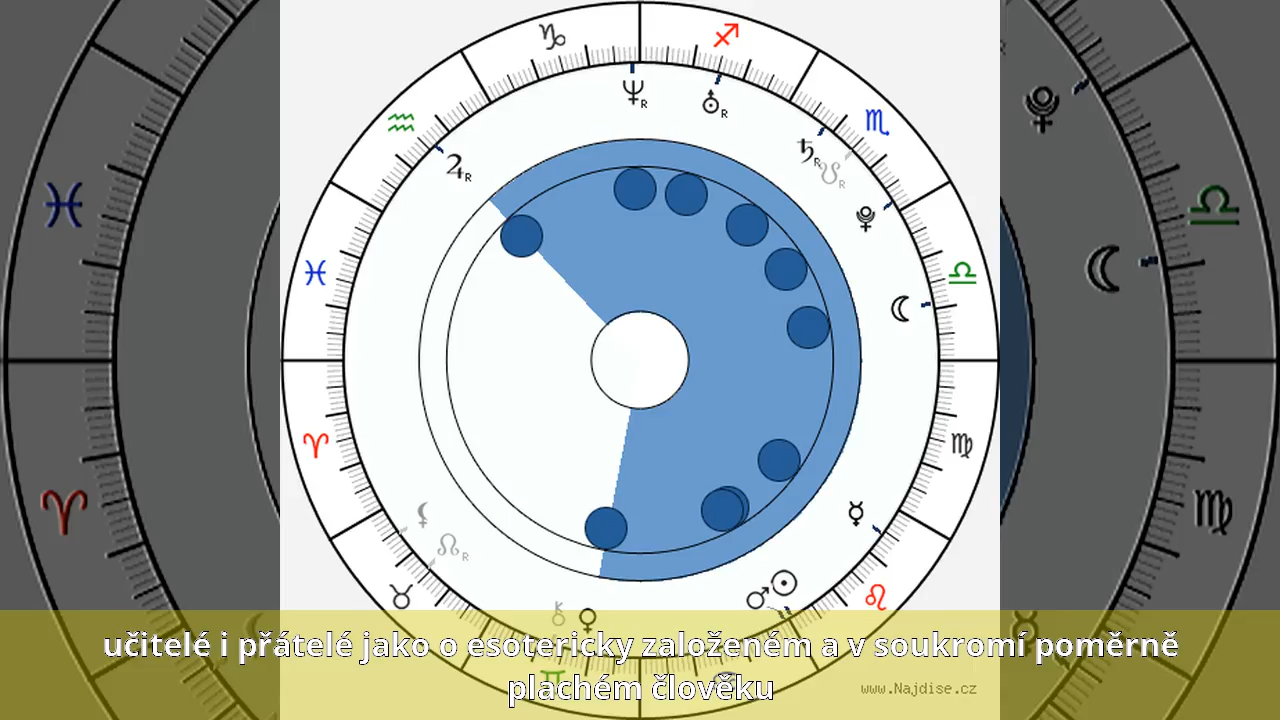 učitelé i přátelé jako o esotericky založeném a v soukromí poměrně
plachém člověku
www.Najdise.cz